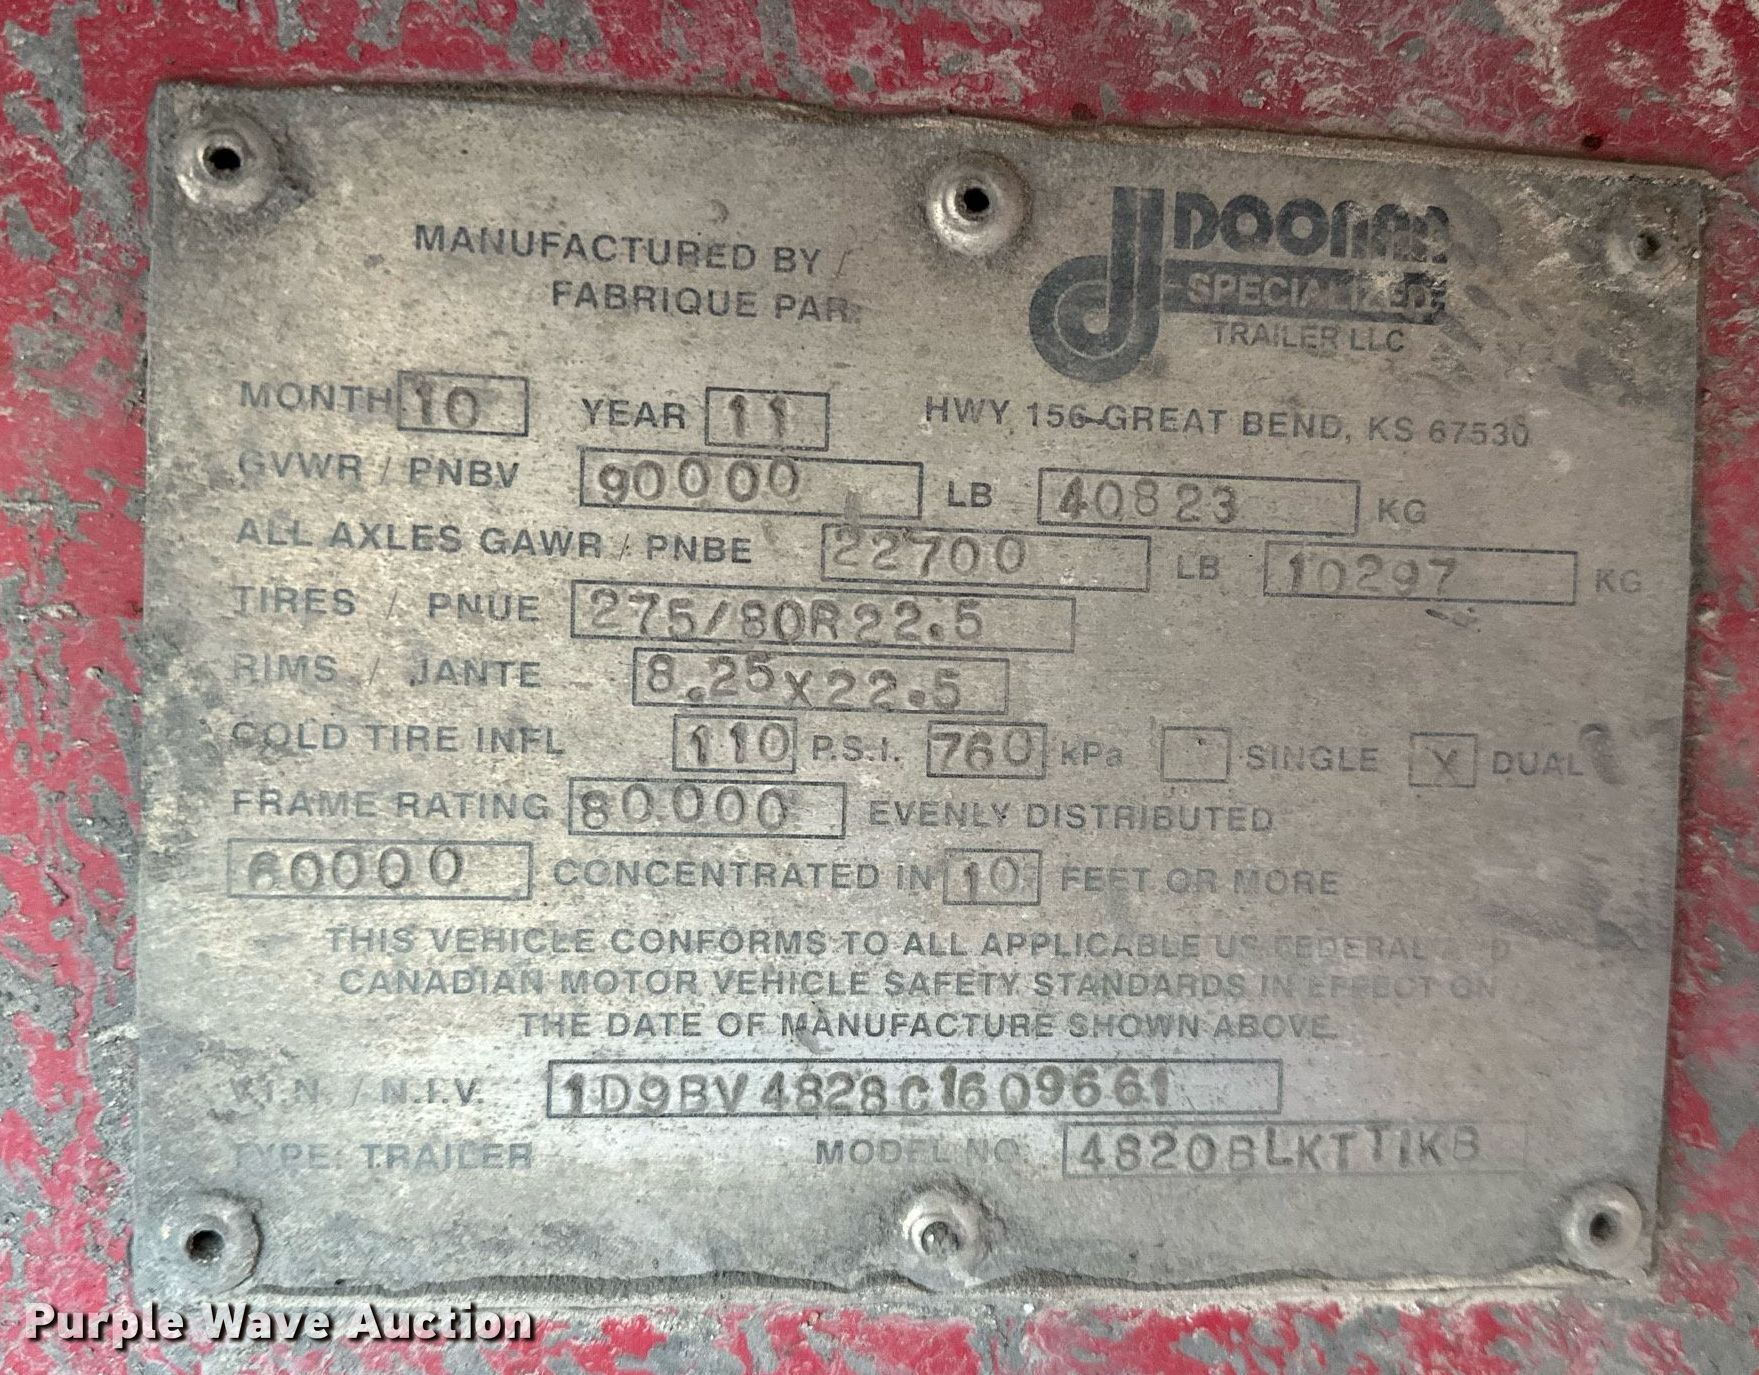 MANUFACTURED BY / DOONAN
FABRIQUE PAR: SPECIALIZED
TRAILER LLC
MONTH 10 YEAR 11 HWY. 156-GREAT BEND, KS 67530
GVWR / PNBV 90000 LB 40823 KG
ALL AXLES GAWR / PNBE 22700 LB 10297 KG
TIRES / PNUE 275/80R22.5
RIMS / JANTE 8.25x22.5
COLD TIRE INFL 110 P.S.I. 760 kPa SINGLE X DUAL
FRAME RATING 80000 EVENLY DISTRIBUTED
60000 CONCENTRATED IN 10 FEET OR MORE
THIS VEHICLE CONFORMS TO ALL APPLICABLE US FEDERAL AND
CANADIAN MOTOR VEHICLE SAFETY STANDARDS IN EFFECT ON
THE DATE OF MANUFACTURE SHOWN ABOVE.
V.I.N. / N.I.V. 1D9BV4828C1609661
TYPE: TRAILER MODEL NO. 4820BLKTTIKB
Purple Wave Auction